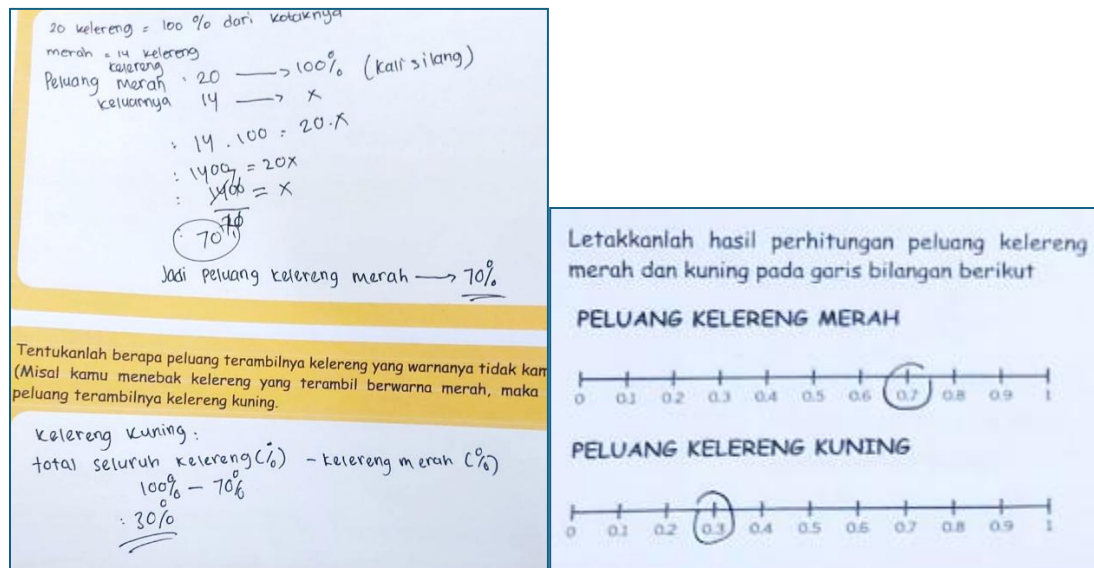 20 kelereng = 100 % dari kotaknya
merah = 14 kelereng
Peluang kelereng merah keluarnya : 20 → 100% (kali silang)
14 → x
: 14 . 100 = 20.x
: 1400 = 20x
: 1400 = x
20
: 70%
Jadi peluang kelereng merah → 70%
Tentukanlah berapa peluang terambilnya kelereng yang warnanya tidak kam
(Misal kamu menebak kelereng yang terambil berwarna merah, maka
peluang terambilnya kelereng kuning.
Kelereng Kuning :
total seluruh kelereng (%) - kelereng merah (%)
100% - 70%
: 30%
Letakkanlah hasil perhitungan peluang kelereng
merah dan kuning pada garis bilangan berikut
PELUANG KELERENG MERAH
0 0.1 0.2 0.3 0.4 0.5 0.6 0.7 0.8 0.9 1
PELUANG KELERENG KUNING
0 0.1 0.2 0.3 0.4 0.5 0.6 0.7 0.8 0.9 1